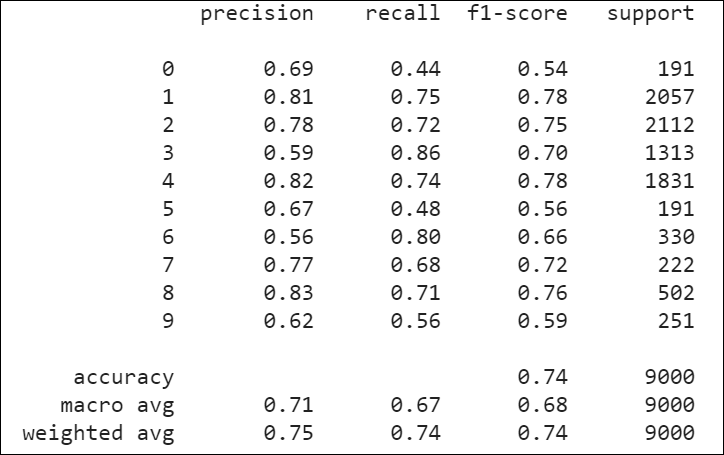 precision recall f1-score support
0 0.69 0.44 0.54 191
1 0.81 0.75 0.78 2057
2 0.78 0.72 0.75 2112
3 0.59 0.86 0.70 1313
4 0.82 0.74 0.78 1831
5 0.67 0.48 0.56 191
6 0.56 0.80 0.66 330
7 0.77 0.68 0.72 222
8 0.83 0.71 0.76 502
9 0.62 0.56 0.59 251
accuracy 0.74 9000
macro avg 0.71 0.67 0.68 9000
weighted avg 0.75 0.74 0.74 9000